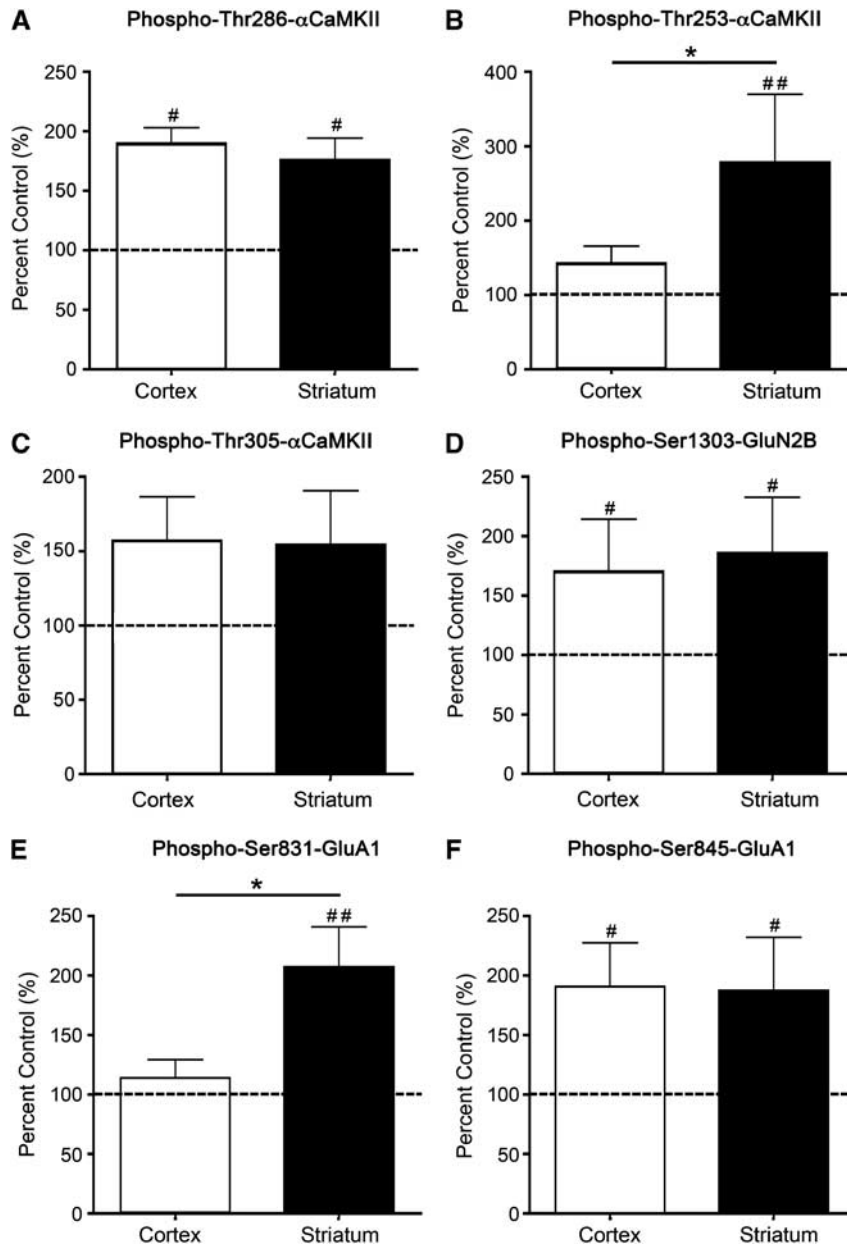 A Phospho-Thr286-αCaMKII
Percent Control (%)
250
200
150
100
50
0
# #
Cortex Striatum
B Phospho-Thr253-αCaMKII
Percent Control (%)
400
300
200
100
0
*
##
Cortex Striatum
C Phospho-Thr305-αCaMKII
Percent Control (%)
200
150
100
50
0
Cortex Striatum
D Phospho-Ser1303-GluN2B
Percent Control (%)
250
200
150
100
50
0
# #
Cortex Striatum
E Phospho-Ser831-GluA1
Percent Control (%)
250
200
150
100
50
0
*
##
Cortex Striatum
F Phospho-Ser845-GluA1
Percent Control (%)
250
200
150
100
50
0
# #
Cortex Striatum